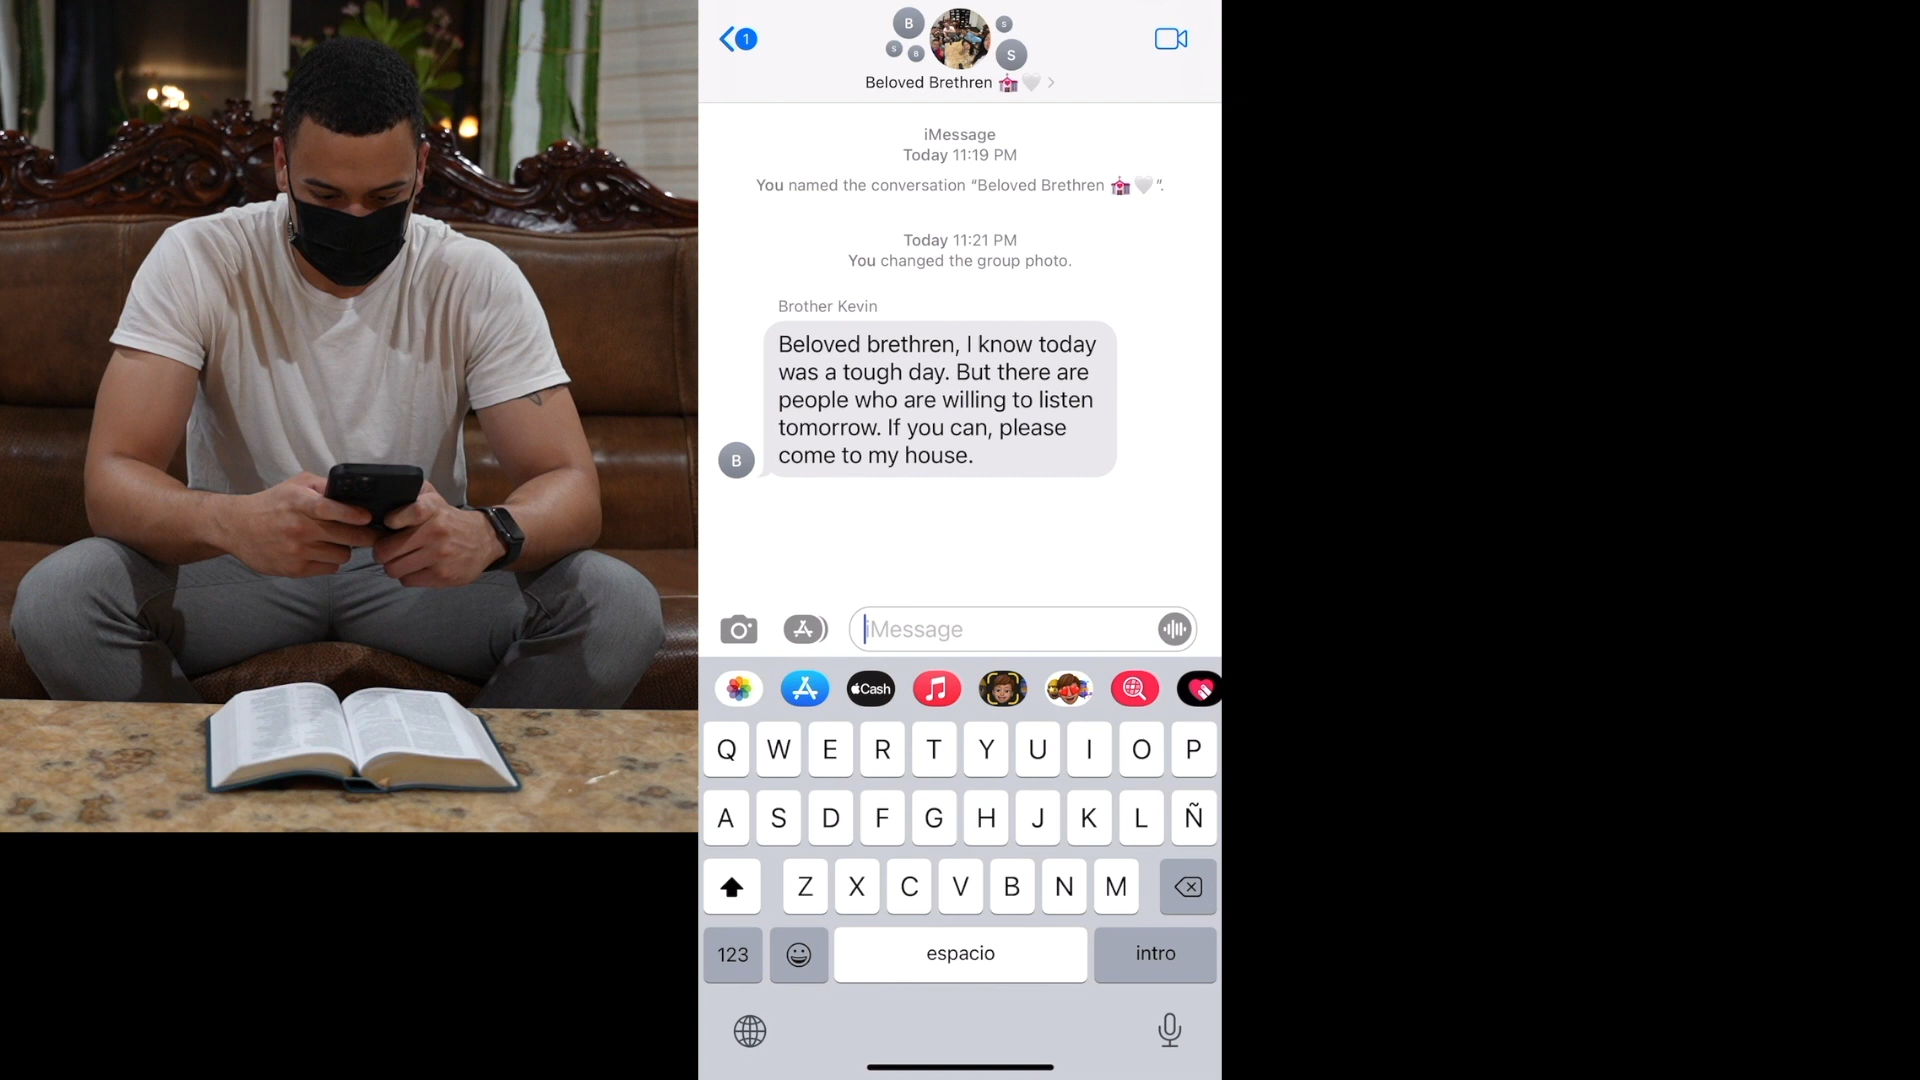 1
B
S
S
B
S
Beloved Brethren
iMessage
Today 11:19 PM
You named the conversation “Beloved Brethren ”.
Today 11:21 PM
You changed the group photo.
Brother Kevin
Beloved brethren, I know today
was a tough day. But there are
people who are willing to listen
tomorrow. If you can, please
come to my house.
B
iMessage
Cash
Q W E R T Y U I O P
A S D F G H J K L Ñ
Z X C V B N M
123
espacio
intro